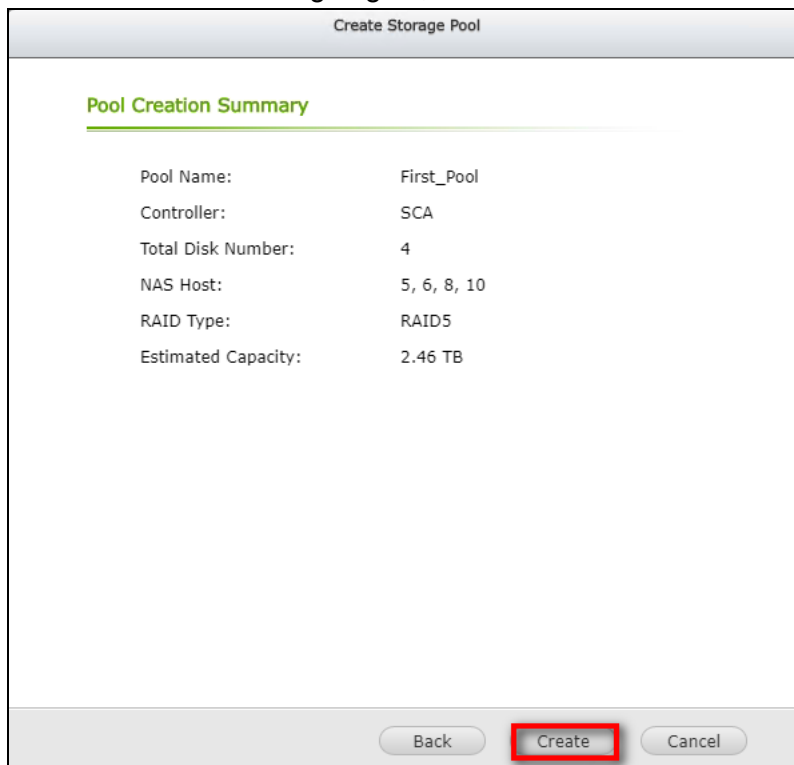 Create Storage Pool
Pool Creation Summary
Pool Name: First_Pool
Controller: SCA
Total Disk Number: 4
NAS Host: 5, 6, 8, 10
RAID Type: RAID5
Estimated Capacity: 2.46 TB
Back Create Cancel